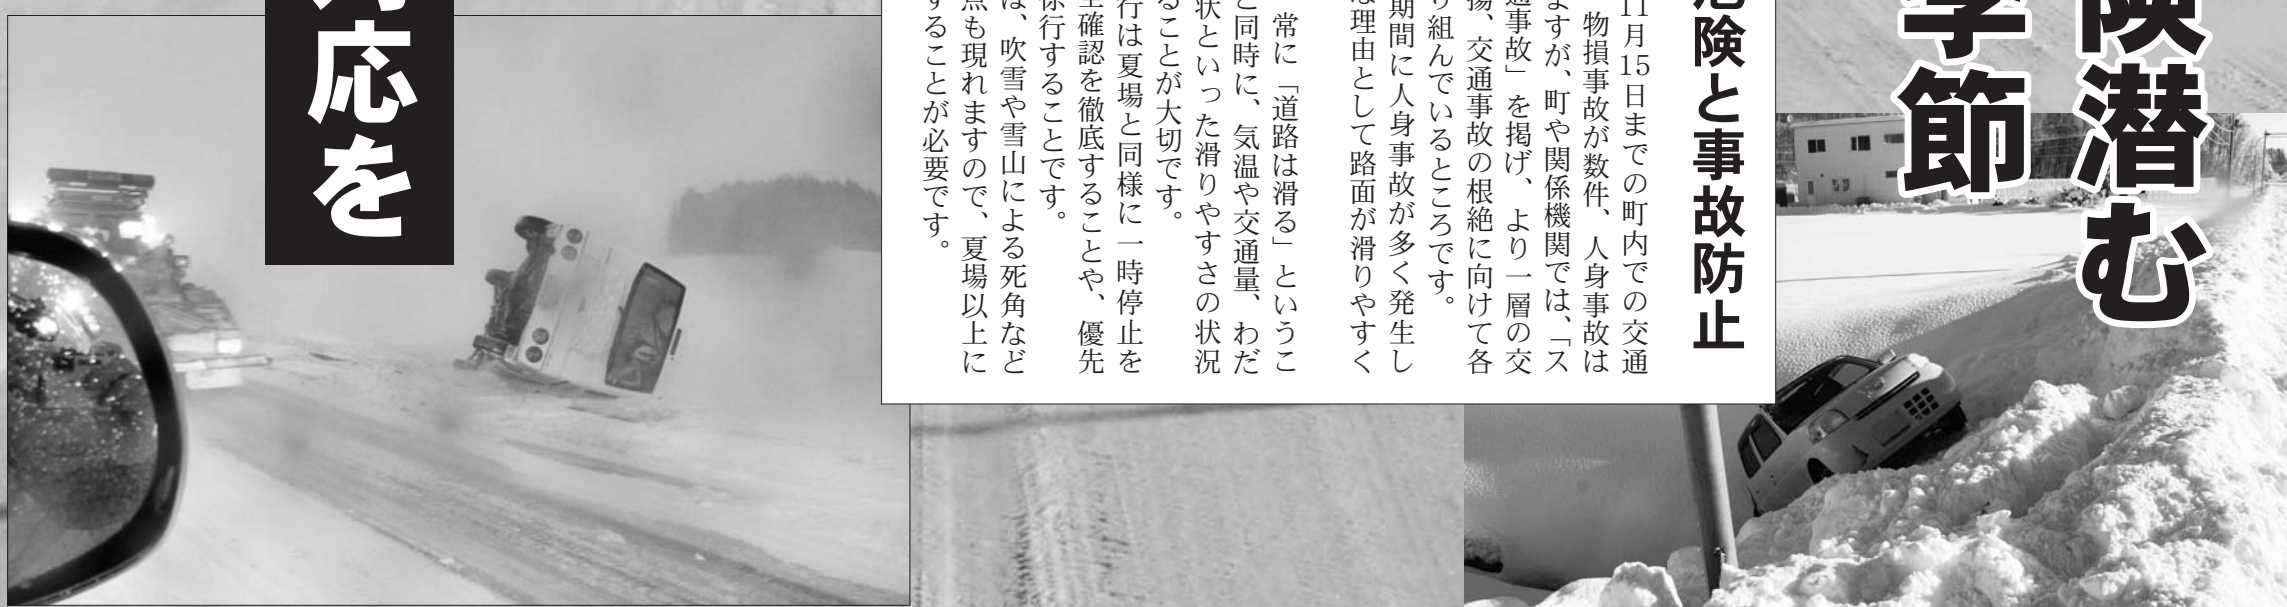 険潜む
季節
危険と事故防止
11月15日までの町内での交通
物損事故が数件、人身事故は
ますが、町や関係機関では、「ス
通事故」を掲げ、より一層の交
揚、交通事故の根絶に向けて各
り組んでいるところです。
期間に人身事故が多く発生し
な理由として路面が滑りやすく
常に「道路は滑る」というこ
と同時に、気温や交通量、わだ
状といった滑りやすさの状況
ることが大切です。
行は夏場と同様に一時停止を
全確認を徹底することや、優先
徐行することです。
は、吹雪や雪山による死角など
点も現れますので、夏場以上に
することが必要です。
対応を